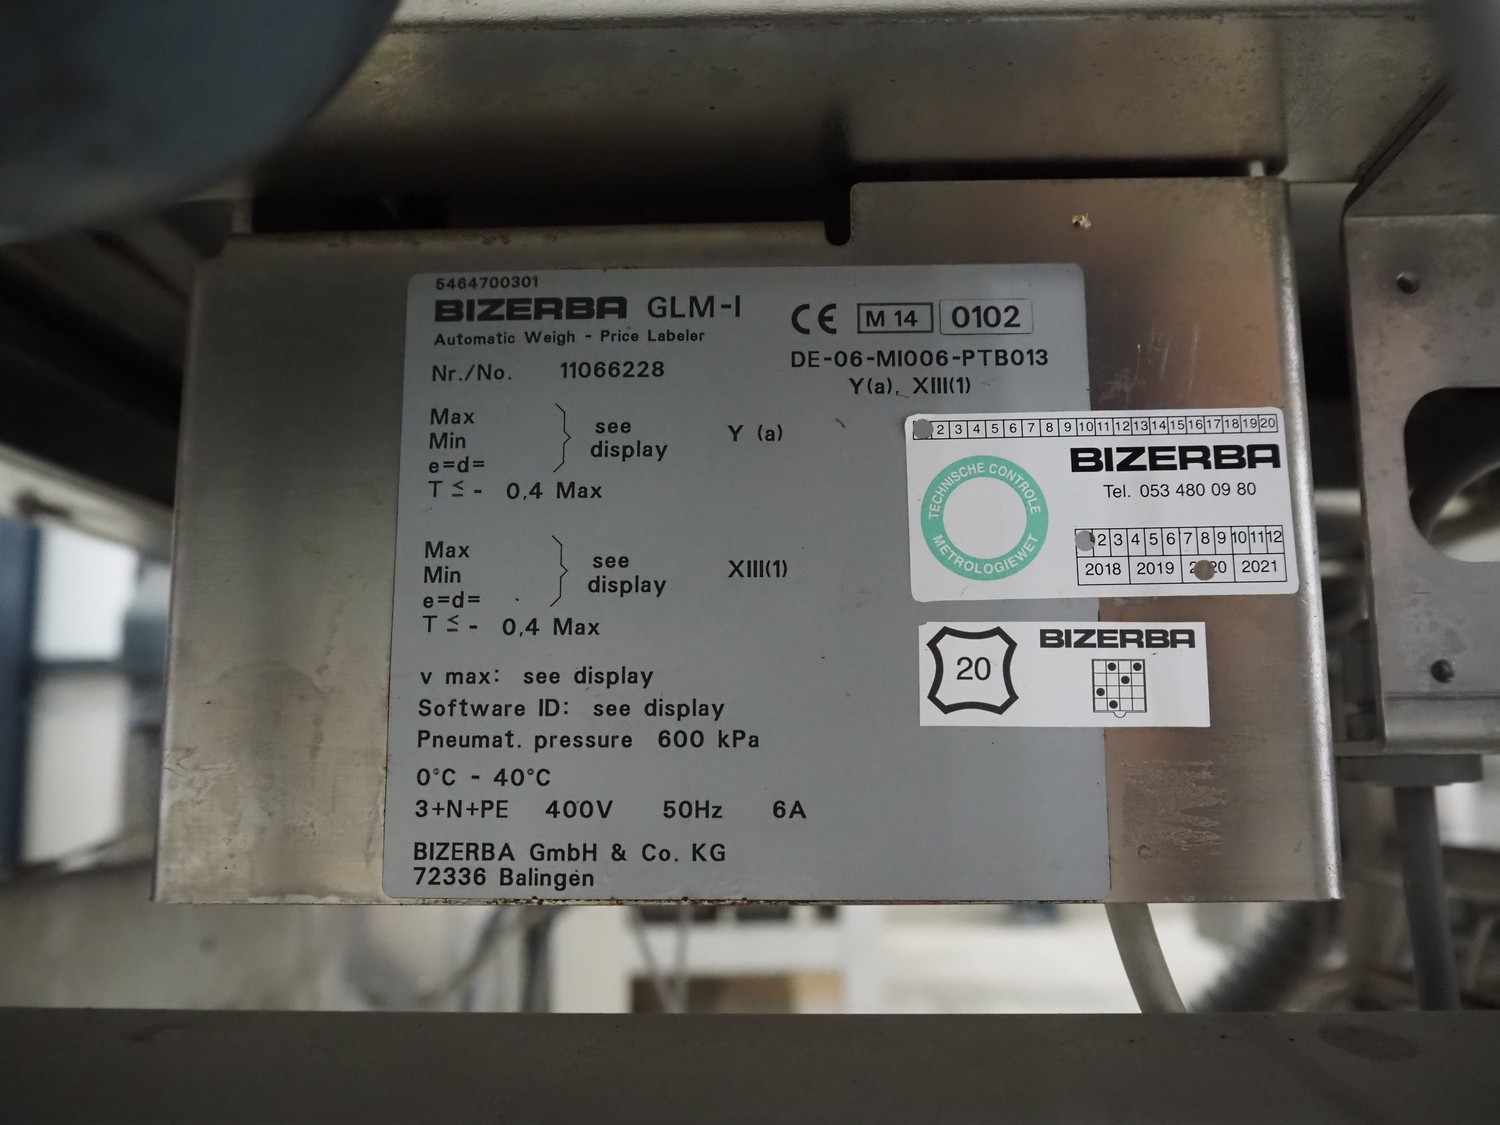 5464700301
BIZERBA GLM-I
Automatic Weigh - Price Labeler
CE M 14 0102
DE-06-MI006-PTB013
Y(a), XIII(1)
Nr./No. 11066228
Max
Min
e=d=
see
display
Y (a)
T ≤ - 0,4 Max
Max
Min
e=d=
see
display
XIII(1)
T ≤ - 0,4 Max
v max: see display
Software ID: see display
Pneumat. pressure 600 kPa
0°C - 40°C
3+N+PE 400V 50Hz 6A
BIZERBA GmbH & Co. KG
72336 Balingen
2 3 4 5 6 7 8 9 10 11 12 13 14 15 16 17 18 19 20
BIZERBA
Tel. 053 480 09 80
TECHNISCHE CONTROLE
METROLOGIEWET
2 3 4 5 6 7 8 9 10 11 12
2018 2019 2020 2021
20
BIZERBA